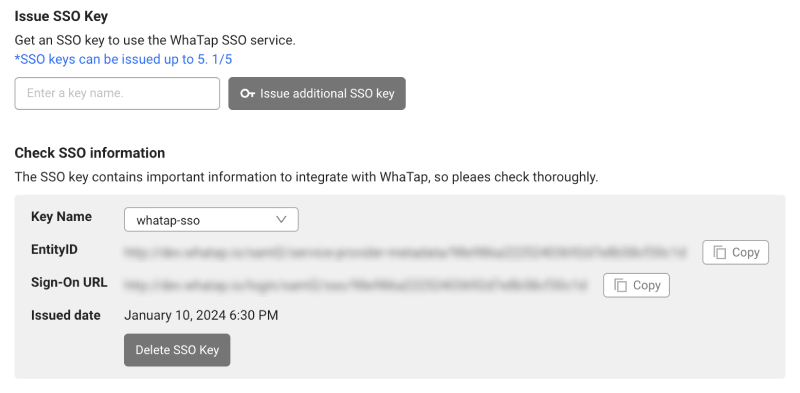 Issue SSO Key
Get an SSO key to use the WhaTap SSO service.
*SSO keys can be issued up to 5. 1/5
Enter a key name.
Issue additional SSO key
Check SSO information
The SSO key contains important information to integrate with WhaTap, so pleaes check thoroughly.
Key Name whatap-sso
EntityID Copy
Sign-On URL Copy
Issued date January 10, 2024 6:30 PM
Delete SSO Key